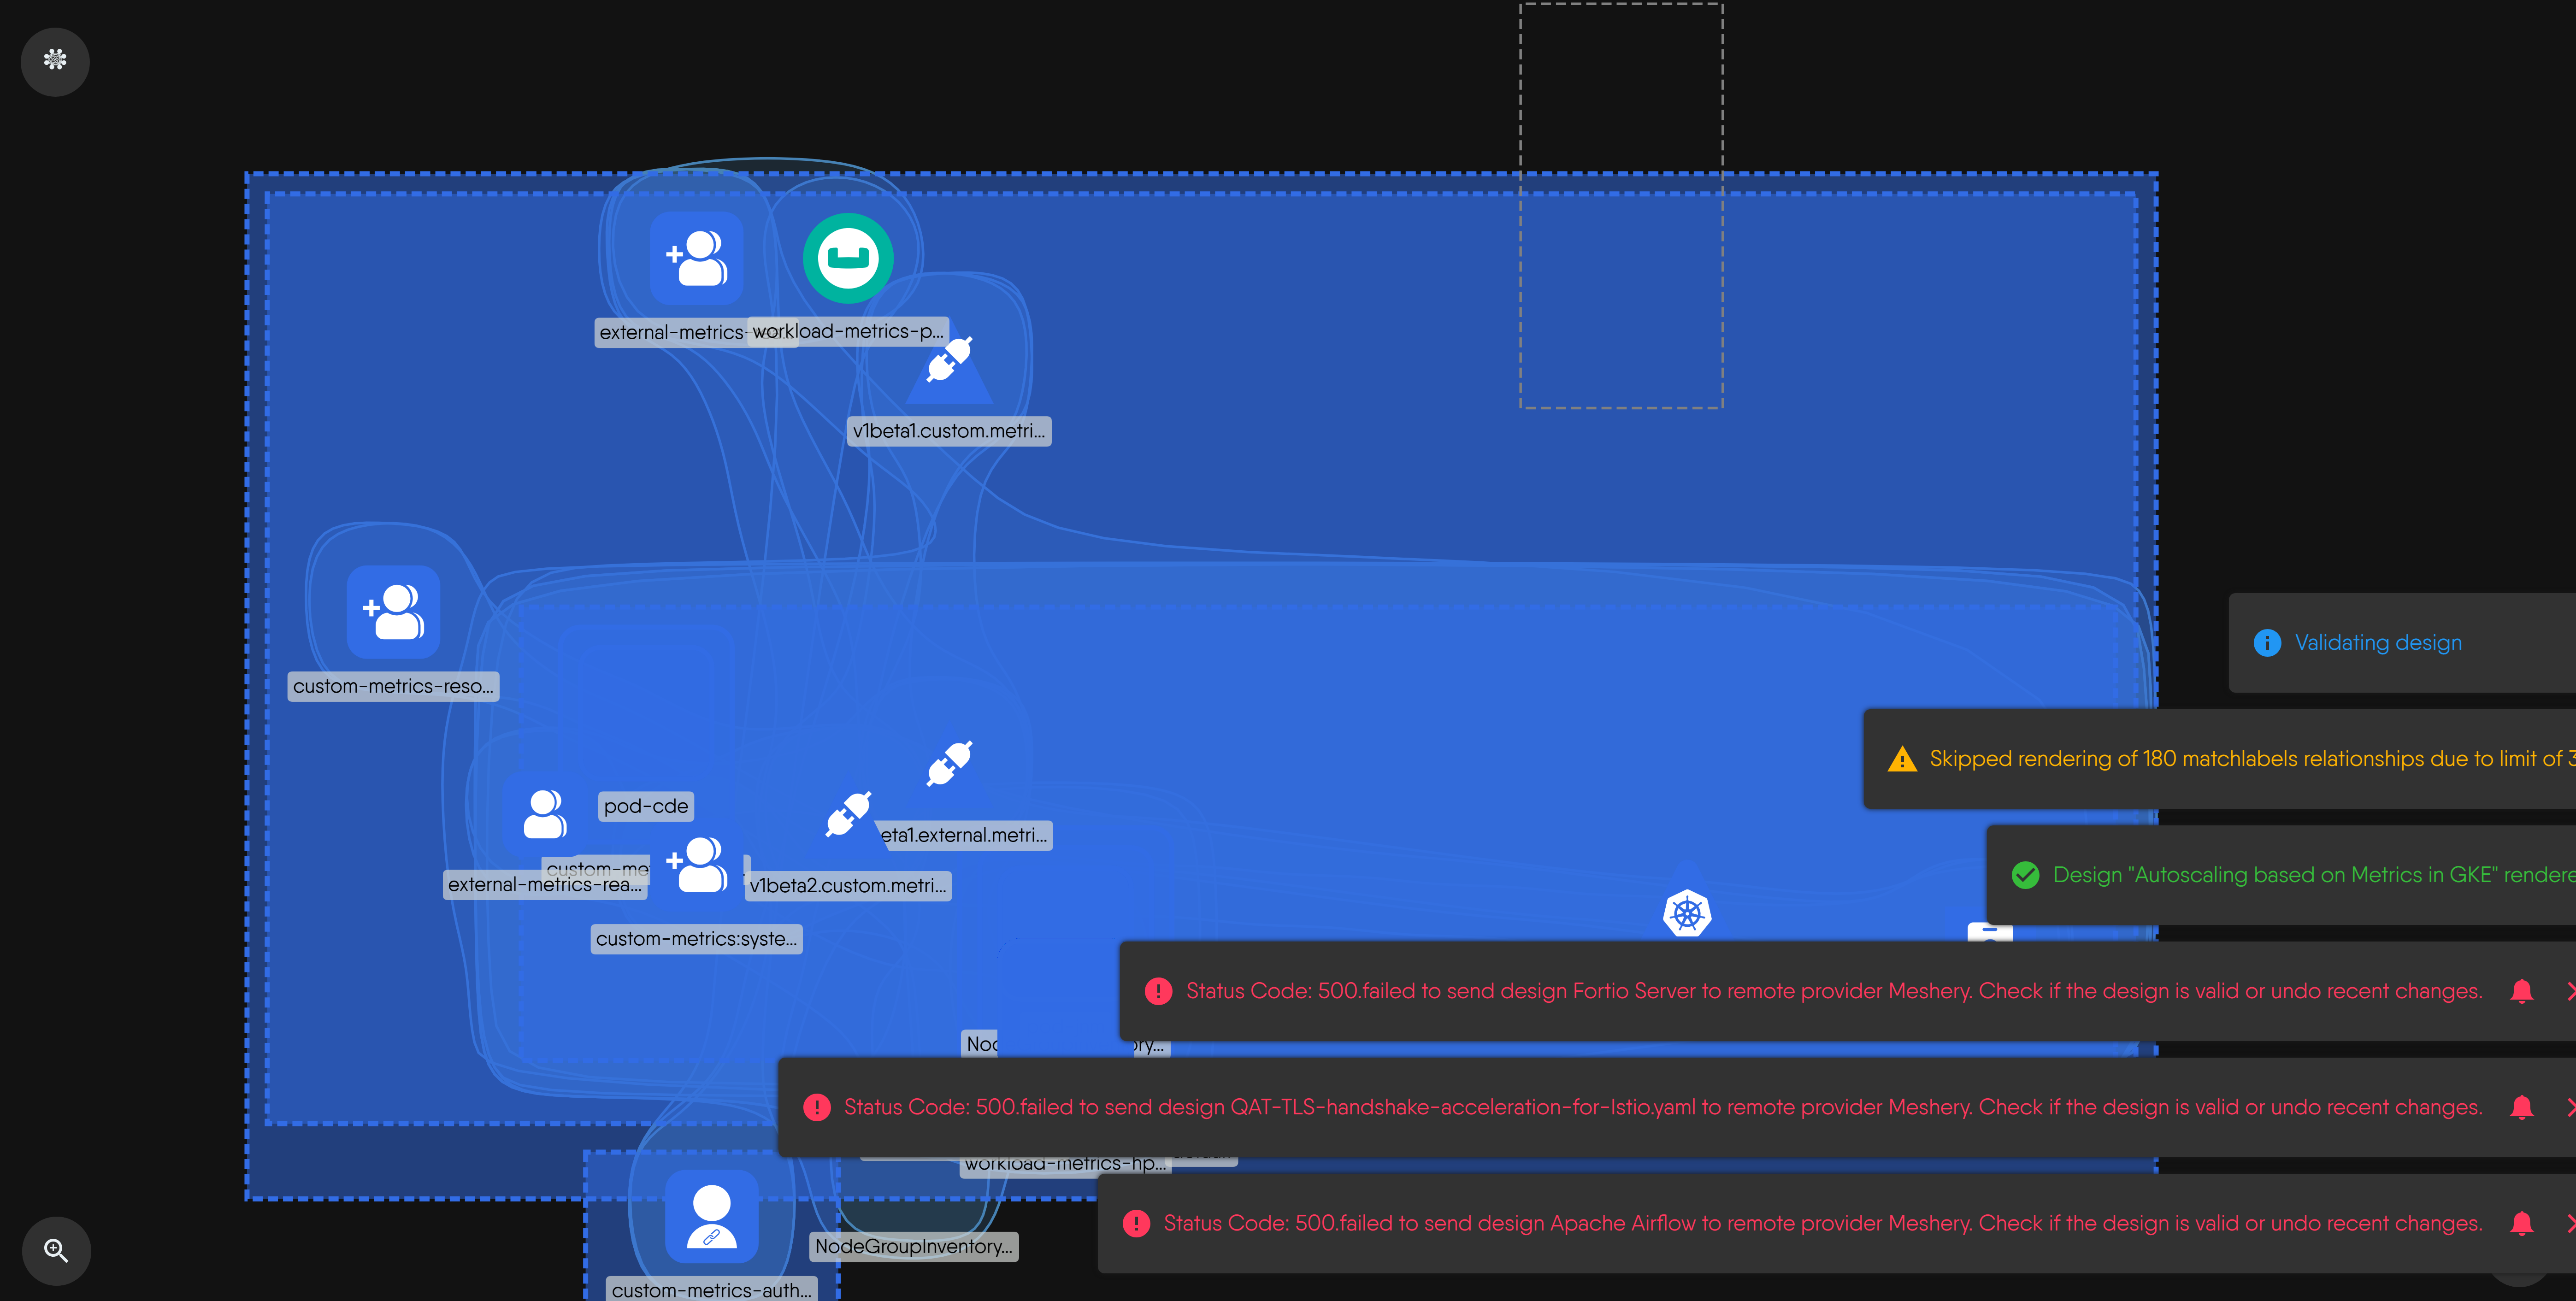 external-metrics-
workload-metrics-p...
v1beta1.custom.metri...
custom-metrics-reso...
Validating design
Skipped rendering of 180 matchlabels relationships due to limit of 3
pod-cde
eta1.external.metri...
custom-me
external-metrics-rea...
v1beta2.custom.metri...
Design "Autoscaling based on Metrics in GKE" rendere
custom-metrics:syste...
Status Code: 500.failed to send design Fortio Server to remote provider Meshery. Check if the design is valid or undo recent changes.
Noc
ry...
Status Code: 500.failed to send design QAT-TLS-handshake-acceleration-for-Istio.yaml to remote provider Meshery. Check if the design is valid or undo recent changes.
workload-metrics-hp...
Status Code: 500.failed to send design Apache Airflow to remote provider Meshery. Check if the design is valid or undo recent changes.
NodeGroupInventory...
custom-metrics-auth...